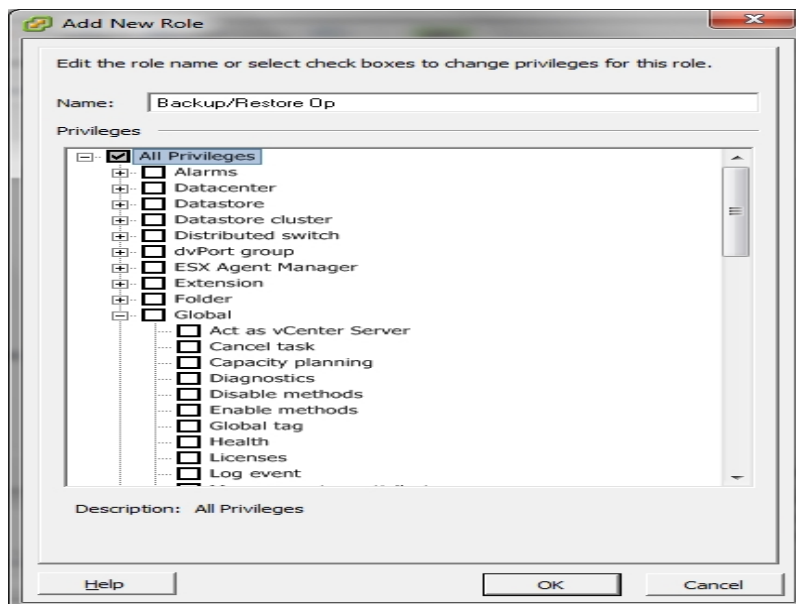 Add New Role
Edit the role name or select check boxes to change privileges for this role.
Name: Backup/Restore Op
Privileges
All Privileges
Alarms
Datacenter
Datastore
Datastore cluster
Distributed switch
dvPort group
ESX Agent Manager
Extension
Folder
Global
Act as vCenter Server
Cancel task
Capacity planning
Diagnostics
Disable methods
Enable methods
Global tag
Health
Licenses
Log event
Description: All Privileges
Help OK Cancel